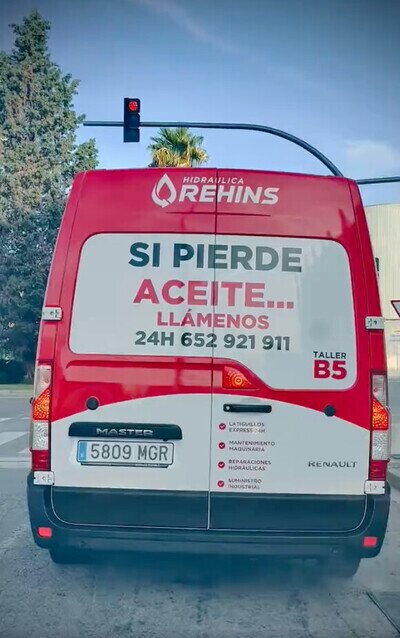 HIDRAULICA
REHINS
SI PIERDE
ACEITE...
LLÁMENOS
24H 652 921 911
TALLER
B5
MASTER
5809 MGR
LATIGUILLOS
EXPRESS 24H
MANTENIMIENTO
MAQUINARIA
REPARACIONES
HIDRÁULICAS
SUMINISTRO
INDUSTRIAL
RENAULT